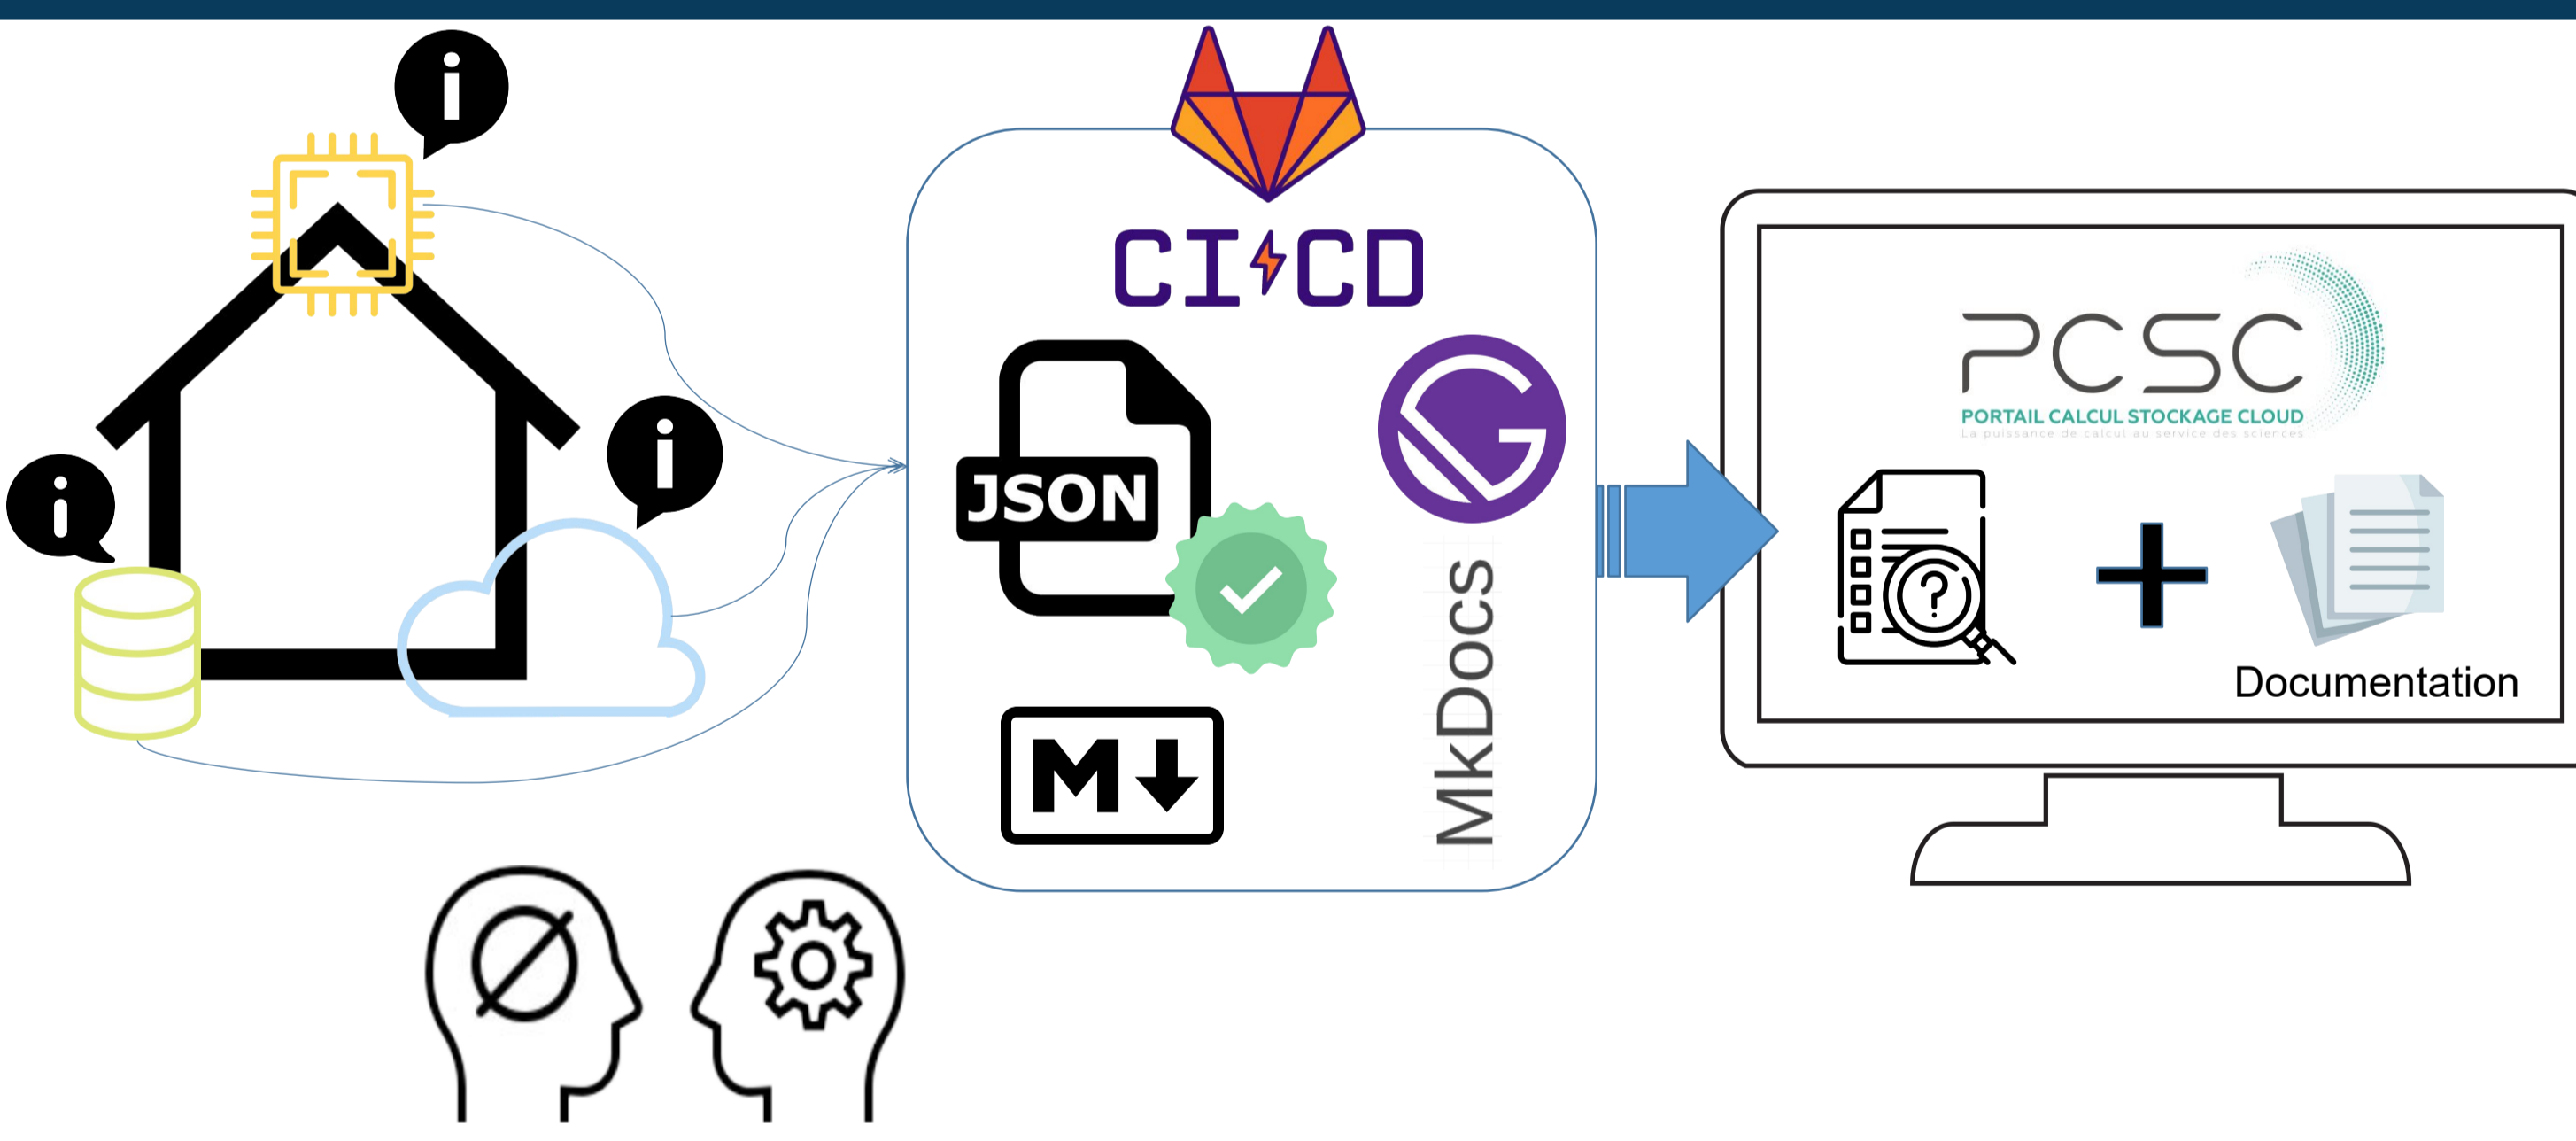 i
i
i
CI CD
JSON
M
MkDocs
PCSC
PORTAIL CALCUL STOCKAGE CLOUD
La puissance de calcul au service des sciences
?
Documentation